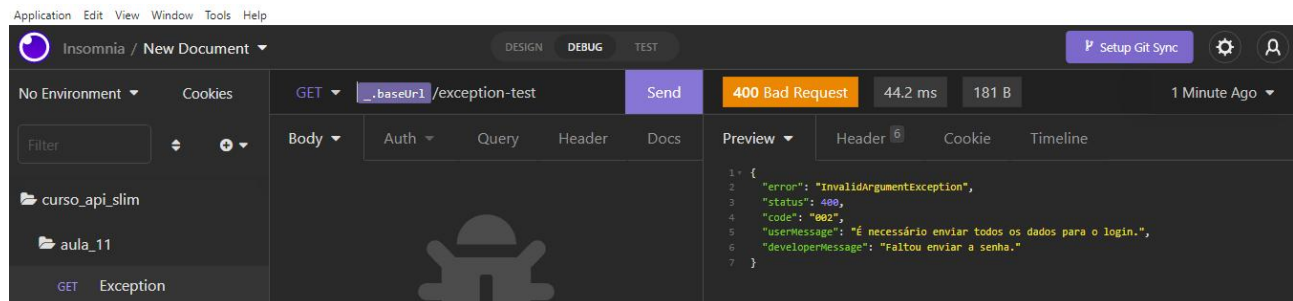 Application Edit View Window Tools Help
Insomnia / New Document
DESIGN DEBUG TEST
Setup Git Sync
No Environment Cookies
GET _.baseUrl /exception-test Send
400 Bad Request 44.2 ms 181 B 1 Minute Ago
Filter
Body Auth Query Header Docs
Preview Header 6 Cookie Timeline
curso_api_slim
aula_11
GET Exception
1 {
2 "error": "InvalidArgumentException",
3 "status": 400,
4 "code": "002",
5 "userMessage": "É necessário enviar todos os dados para o login.",
6 "developerMessage": "Faltou enviar a senha."
7 }